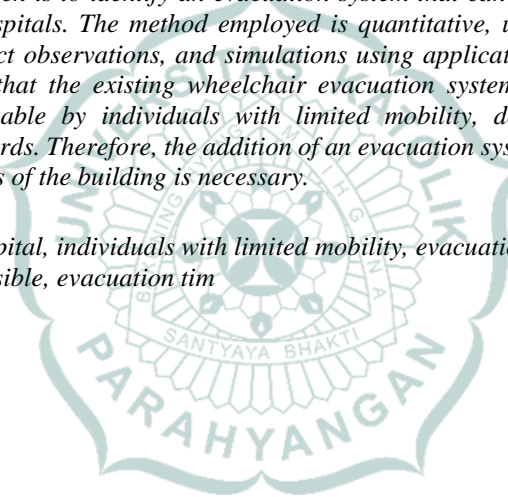 ch is to identify an evacuation system that can
spitals. The method employed is quantitative, u
ct observations, and simulations using applicat
that the existing wheelchair evacuation system
able by individuals with limited mobility, d
rds. Therefore, the addition of an evacuation sys
s of the building is necessary.
pital, individuals with limited mobility, evacuatio
sible, evacuation tim
UNIVERSITAS KATOLIK
SANTYAYA BHAKTI
PARAHYANGAN